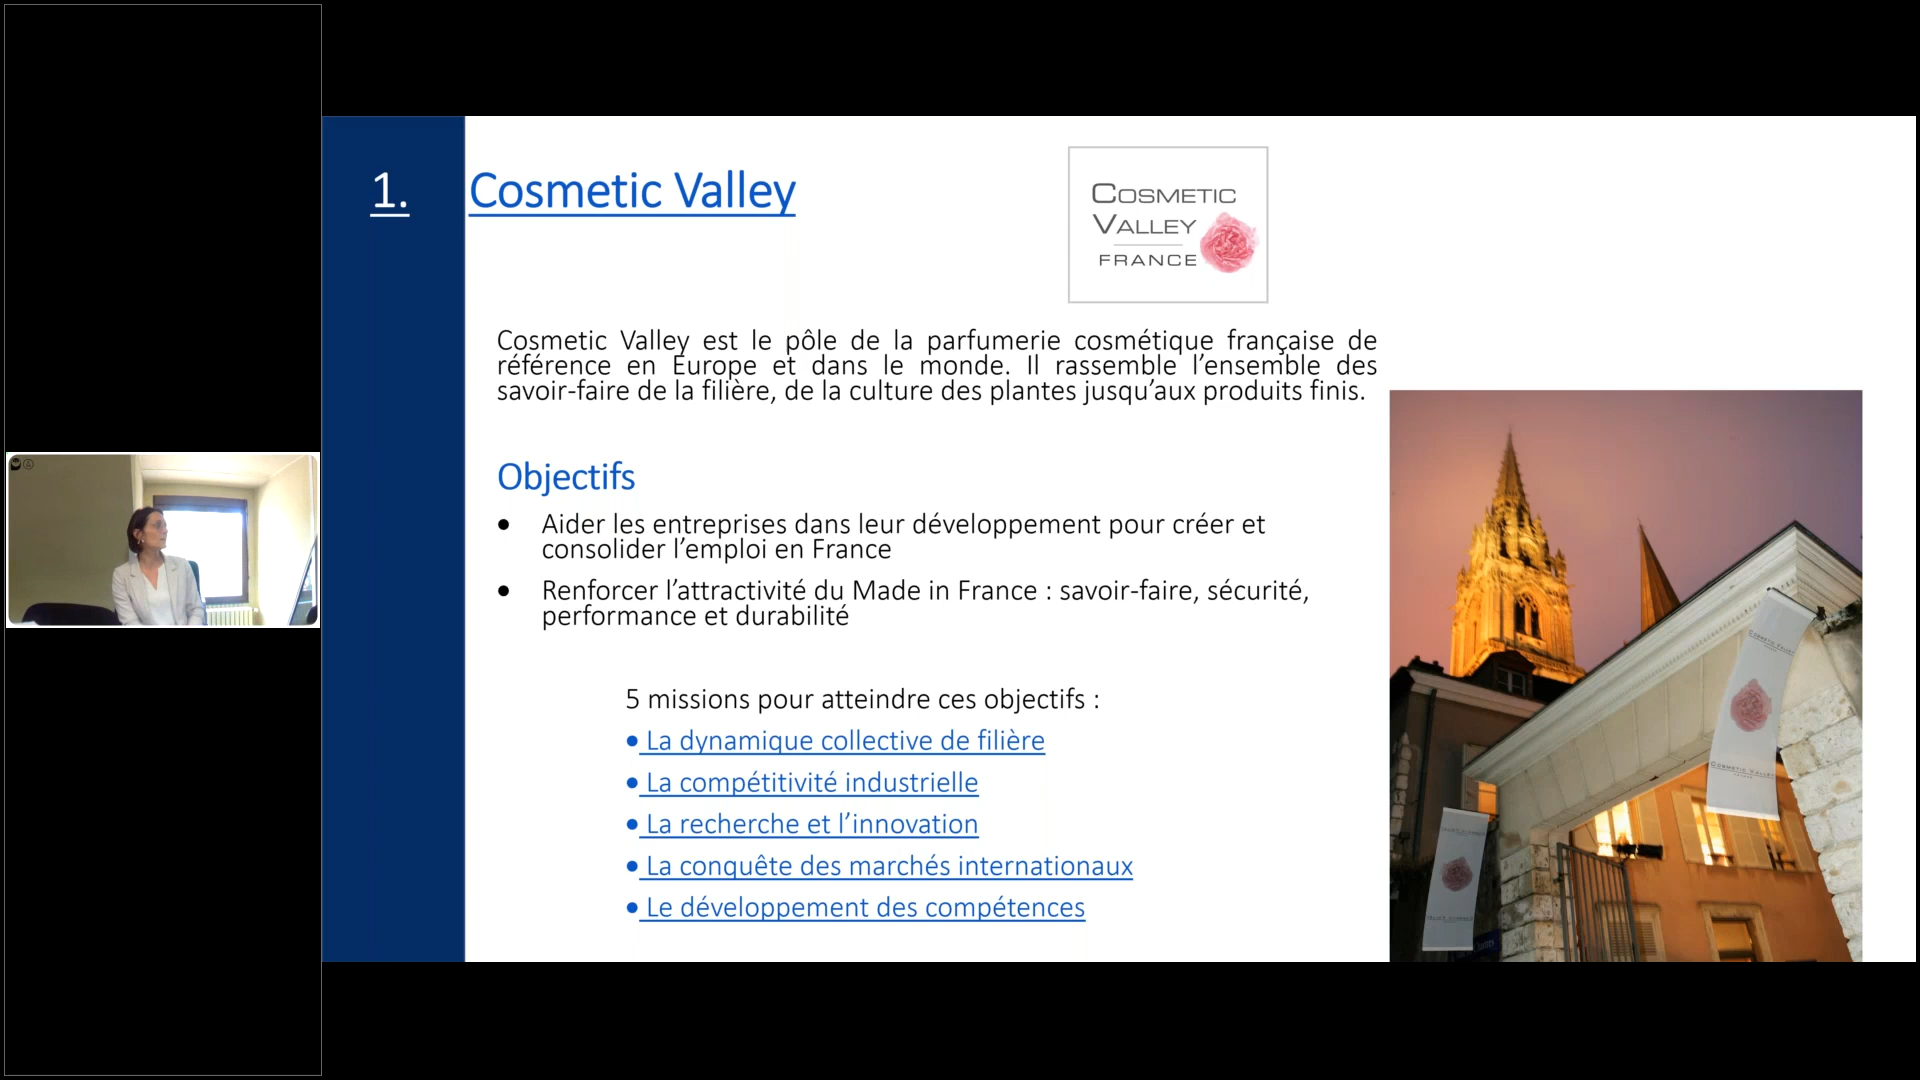 1. Cosmetic Valley
COSMETIC
VALLEY
FRANCE
Cosmetic Valley est le pôle de la parfumerie cosmétique française de
référence en Europe et dans le monde. Il rassemble l’ensemble des
savoir-faire de la filière, de la culture des plantes jusqu’aux produits finis.
Objectifs
• Aider les entreprises dans leur développement pour créer et
consolider l’emploi en France
• Renforcer l’attractivité du Made in France : savoir-faire, sécurité,
performance et durabilité
5 missions pour atteindre ces objectifs :
• La dynamique collective de filière
• La compétitivité industrielle
• La recherche et l’innovation
• La conquête des marchés internationaux
• Le développement des compétences
COSMETIC VALLEY
COSMETIC VALLEY